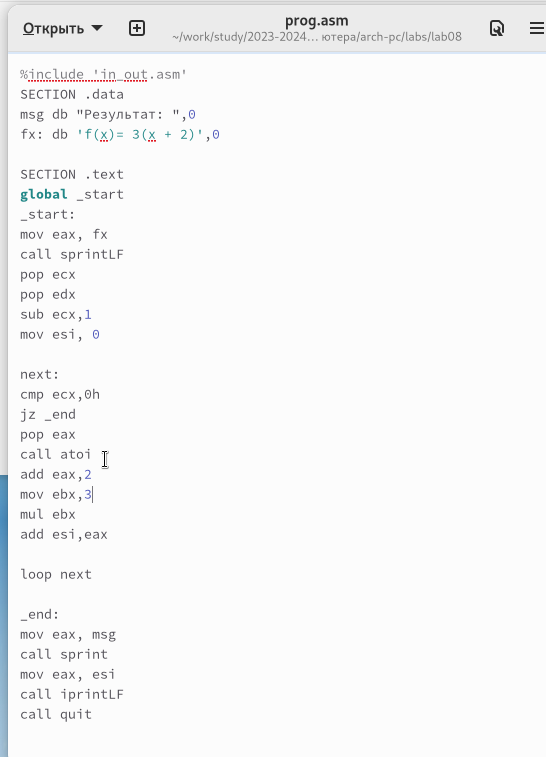 Открыть
prog.asm
~/work/study/2023-2024... ютера/arch-pc/labs/lab08
%include 'in_out.asm'
SECTION .data
msg db "Результат: ",0
fx: db 'f(x)= 3(x + 2)',0
SECTION .text
global _start
_start:
mov eax, fx
call sprintLF
pop ecx
pop edx
sub ecx,1
mov esi, 0
next:
cmp ecx,0h
jz _end
pop eax
call atoi
add eax,2
mov ebx,3
mul ebx
add esi,eax
loop next
_end:
mov eax, msg
call sprint
mov eax, esi
call iprintLF
call quit